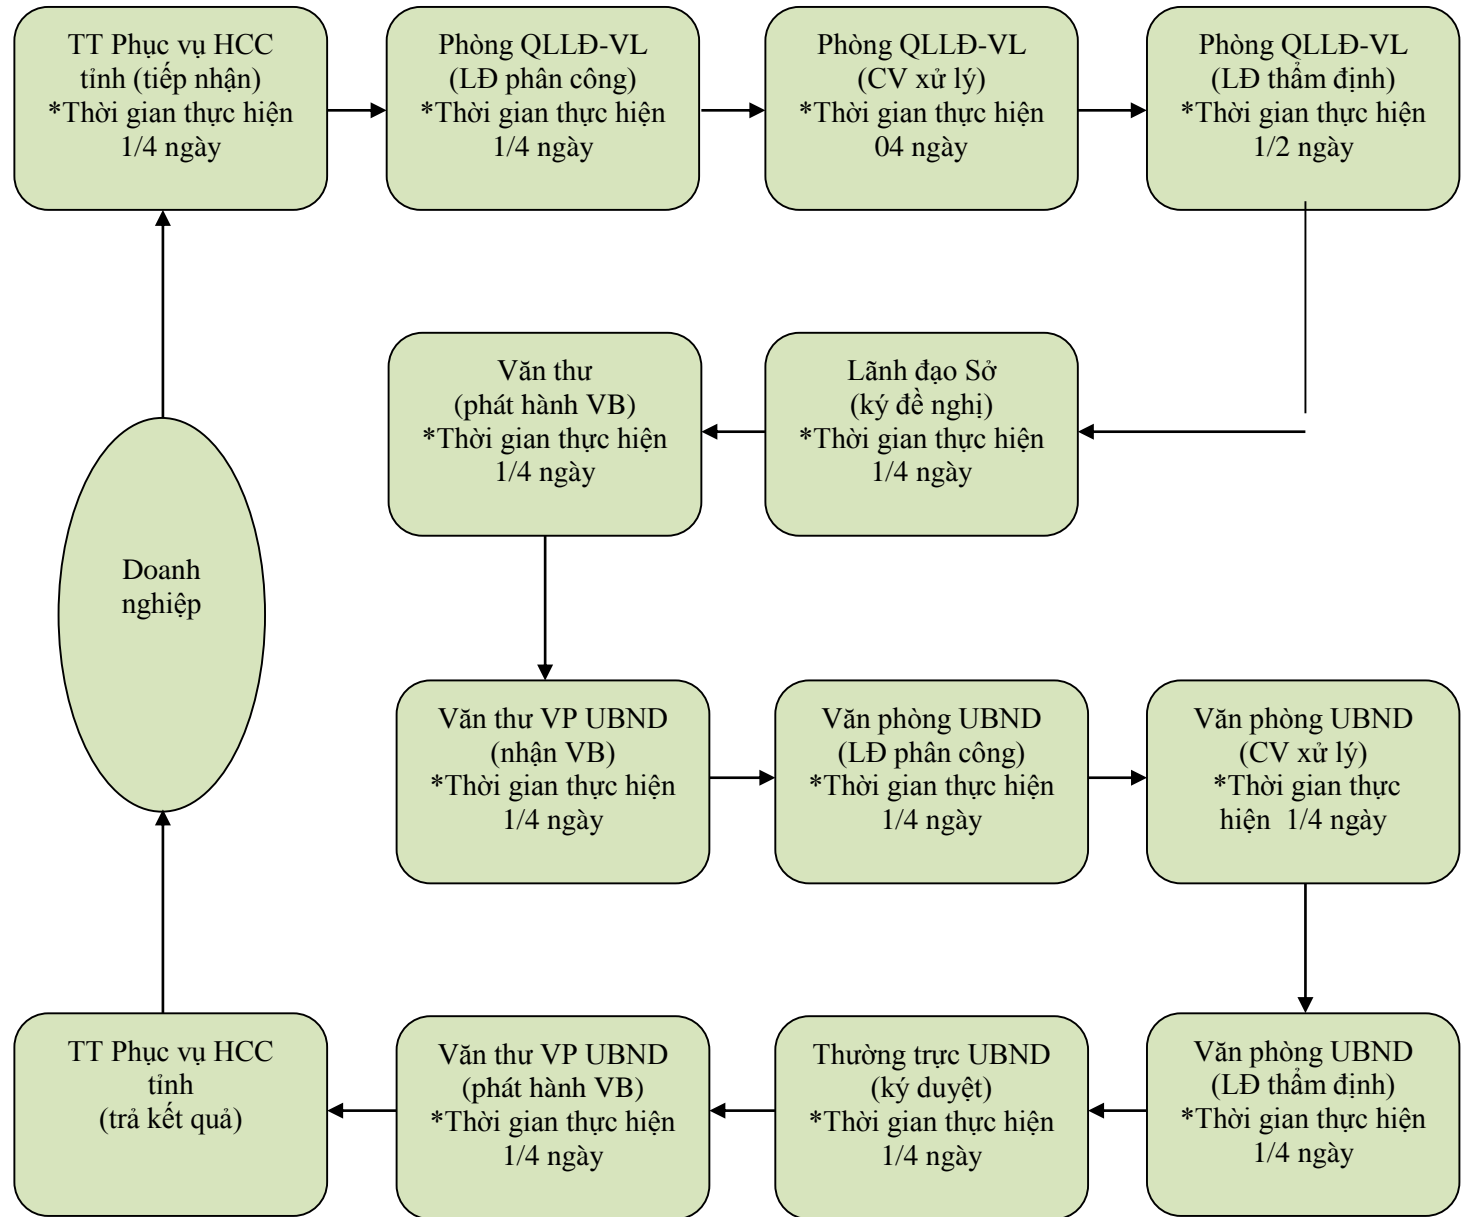 TT Phục vụ HCC
tỉnh (tiếp nhận)
*Thời gian thực hiện
1/4 ngày
Phòng QLLĐ-VL
(LĐ phân công)
*Thời gian thực hiện
1/4 ngày
Phòng QLLĐ-VL
(CV xử lý)
*Thời gian thực hiện
04 ngày
Phòng QLLĐ-VL
(LĐ thẩm định)
*Thời gian thực hiện
1/2 ngày
Lãnh đạo Sở
(ký đề nghị)
*Thời gian thực hiện
1/4 ngày
Văn thư
(phát hành VB)
*Thời gian thực hiện
1/4 ngày
Doanh
nghiệp
Văn thư VP UBND
(nhận VB)
*Thời gian thực hiện
1/4 ngày
Văn phòng UBND
(LĐ phân công)
*Thời gian thực hiện
1/4 ngày
Văn phòng UBND
(CV xử lý)
*Thời gian thực
hiện  1/4 ngày
Văn phòng UBND
(LĐ thẩm định)
*Thời gian thực hiện
1/4 ngày
Thường trực UBND
(ký duyệt)
*Thời gian thực hiện
1/4 ngày
Văn thư VP UBND
(phát hành VB)
*Thời gian thực hiện
1/4 ngày
TT Phục vụ HCC
tỉnh
(trả kết quả)